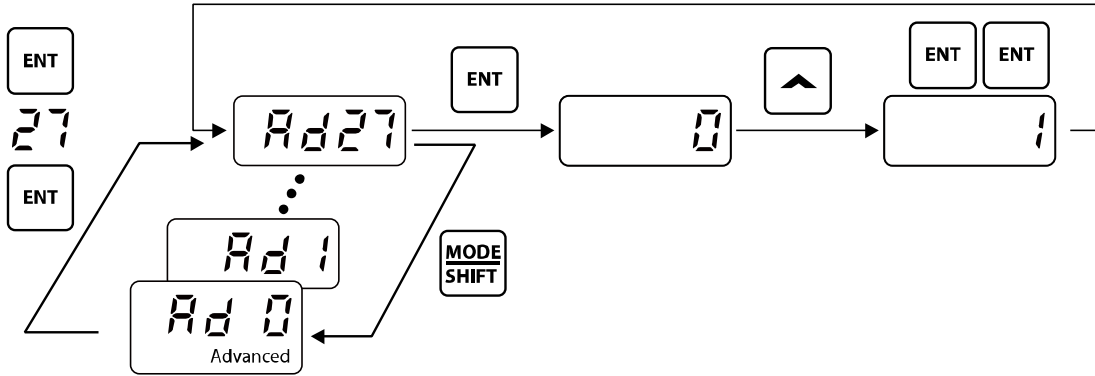 ENT
27
ENT
Ad27
ENT
0
ENT ENT
1
Ad 1
Ad 0
Advanced
MODE
SHIFT